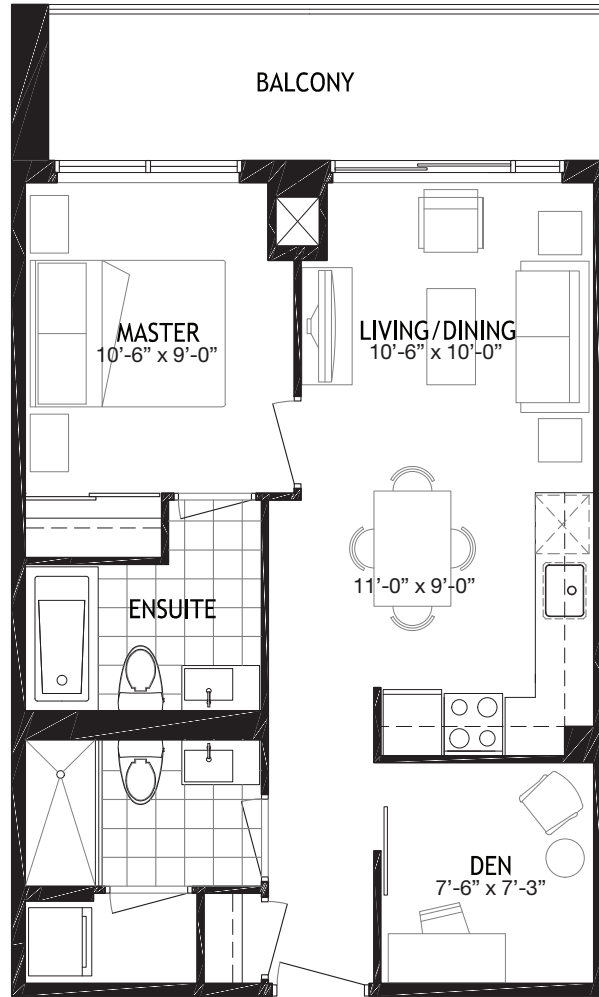 BALCONY
MASTER
10’-6” x 9’-0”
LIVING/DINING
10’-6” x 10’-0”
11’-0” x 9’-0”
ENSUITE
DEN
7’-6” x 7’-3”